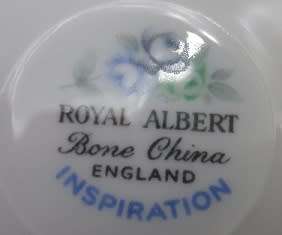 ROYAL ALBERT
Bone China
ENGLAND
INSPIRATION